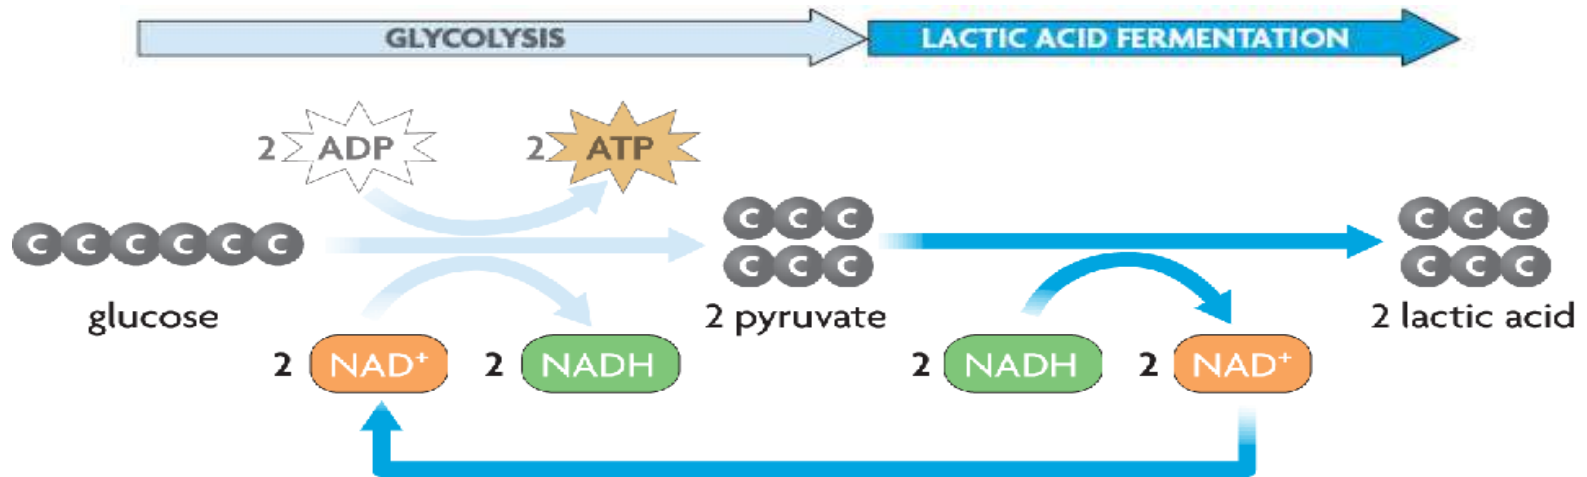 GLYCOLYSIS
LACTIC ACID FERMENTATION
2 ADP
2 ATP
C C C C C C
C C C
C C C
C C C
C C C
glucose
2 pyruvate
2 lactic acid
2 NAD⁺
2 NADH
2 NADH
2 NAD⁺